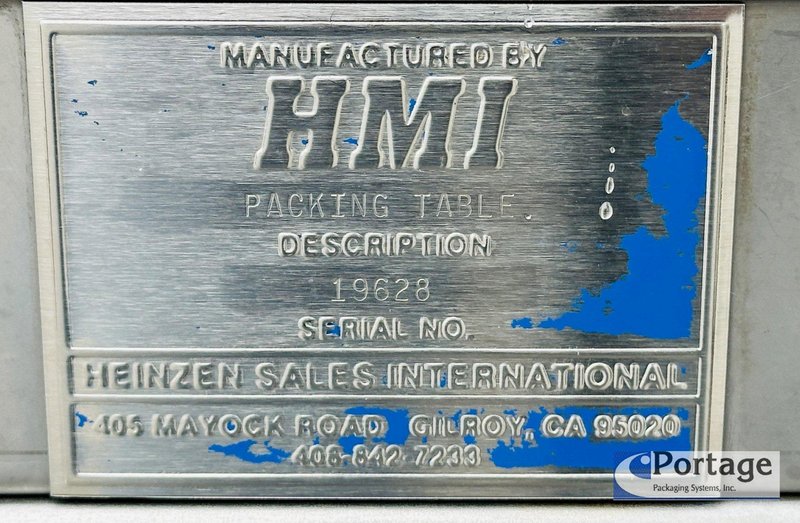 MANUFACTURED BY
HMI
PACKING TABLE.
DESCRIPTION
19628
SERIAL NO.
HEINZEN SALES INTERNATIONAL
405 MAYOCK ROAD GILROY, CA 95020
408-842-7233
Portage
Packaging Systems, Inc.